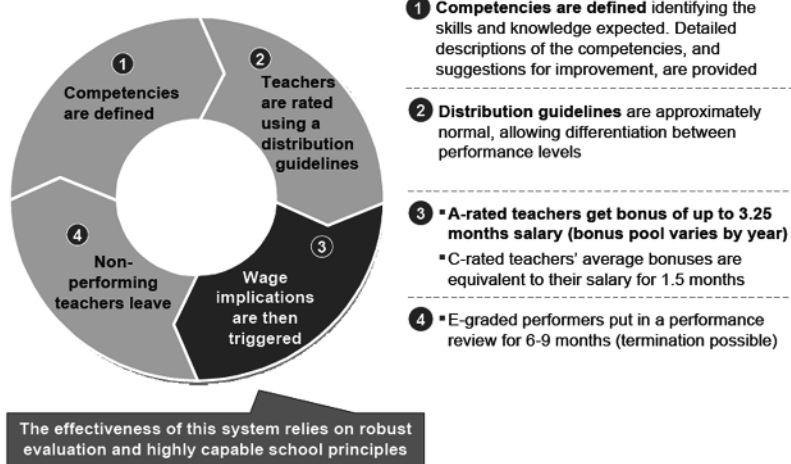 1
Competencies
are defined
2
Teachers
are rated
using a
distribution
guidelines
3
Wage
implications
are then
triggered
4
Non-
performing
teachers leave
The effectiveness of this system relies on robust
evaluation and highly capable school principles
1 Competencies are defined identifying the
skills and knowledge expected. Detailed
descriptions of the competencies, and
suggestions for improvement, are provided
2 Distribution guidelines are approximately
normal, allowing differentiation between
performance levels
3 ▪ A-rated teachers get bonus of up to 3.25
months salary (bonus pool varies by year)
▪ C-rated teachers’ average bonuses are
equivalent to their salary for 1.5 months
4 ▪ E-graded performers put in a performance
review for 6-9 months (termination possible)